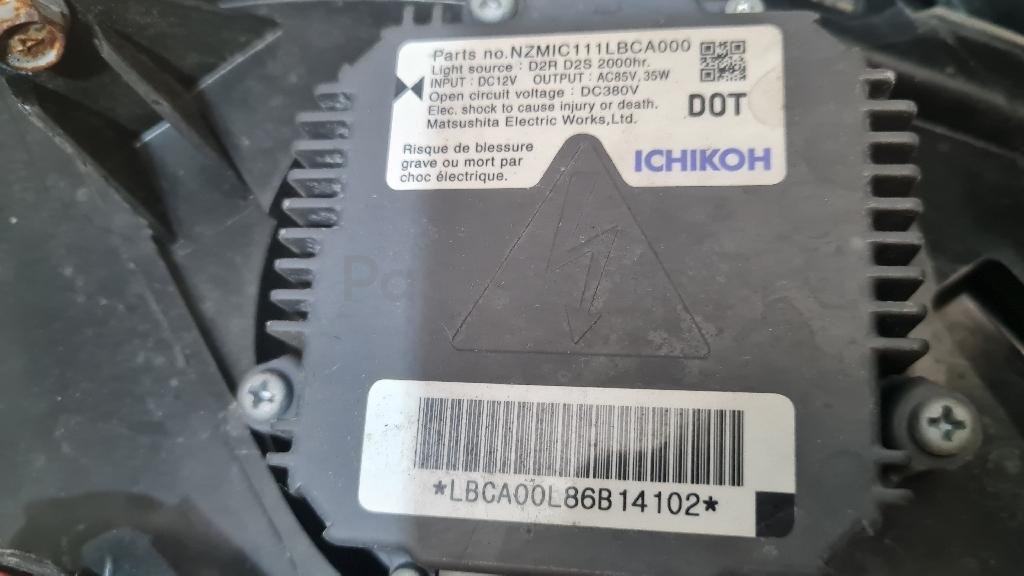 Parts no.NZMIC111LBCA000
Light source : D2R D2S 2000hr.
INPUT : DC12V OUTPUT : AC85V, 35W
Open circuit voltage : DC380V
Elec. shock to cause injury or death.
Matsushita Electric Works,Ltd.
DOT
Risque de blessure
grave ou mort par
choc électrique.
ICHIKOH
*LBCA00L86B14102*